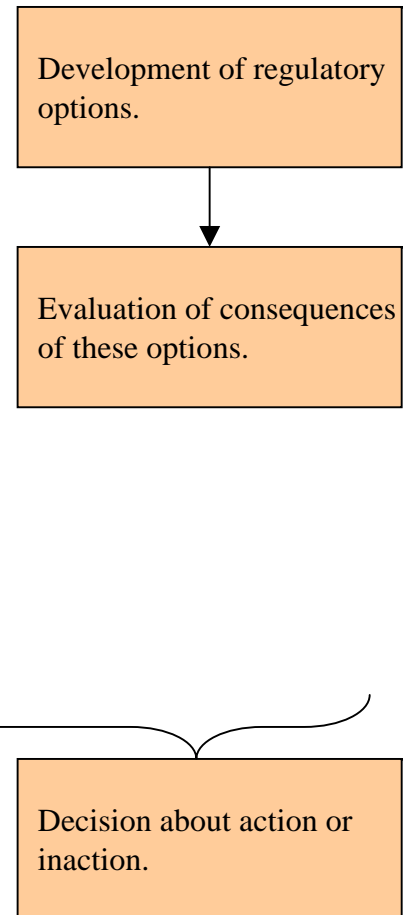 Development of regulatory
options.
Evaluation of consequences
of these options.
Decision about action or
inaction.